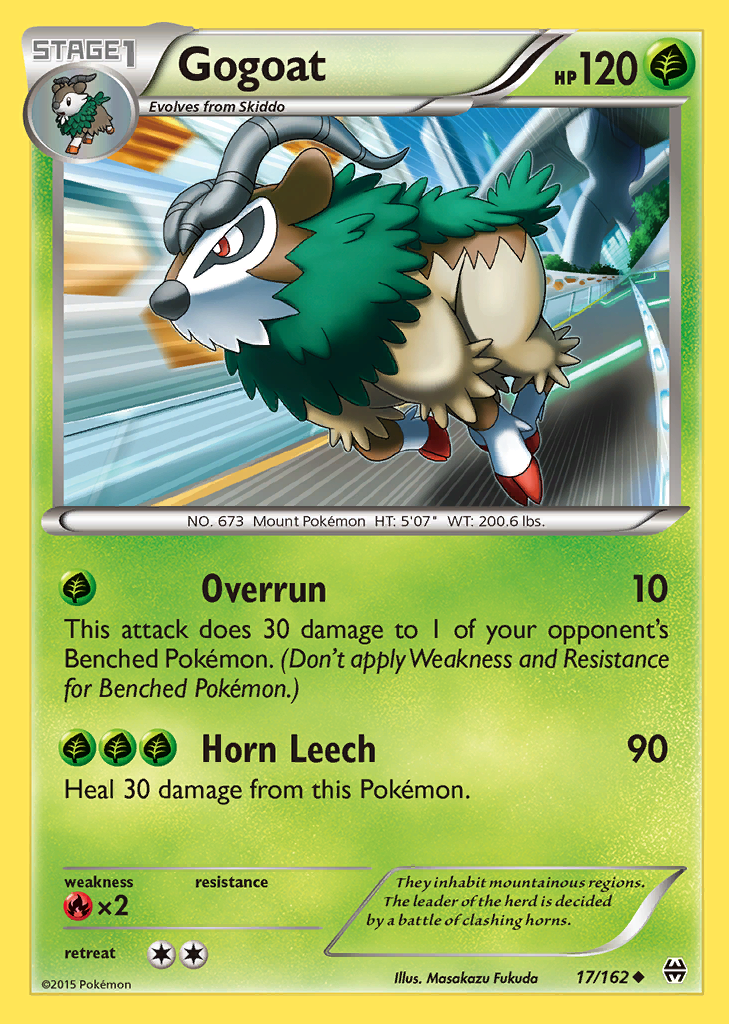 STAGE1
Gogoat
HP120
Evolves from Skiddo
NO. 673 Mount Pokémon HT: 5'07" WT: 200.6 lbs.
Overrun 10
This attack does 30 damage to 1 of your opponent's
Benched Pokémon. (Don't apply Weakness and Resistance
for Benched Pokémon.)
Horn Leech 90
Heal 30 damage from this Pokémon.
weakness resistance
×2
retreat
They inhabit mountainous regions.
The leader of the herd is decided
by a battle of clashing horns.
©2015 Pokémon
Illus. Masakazu Fukuda 17/162